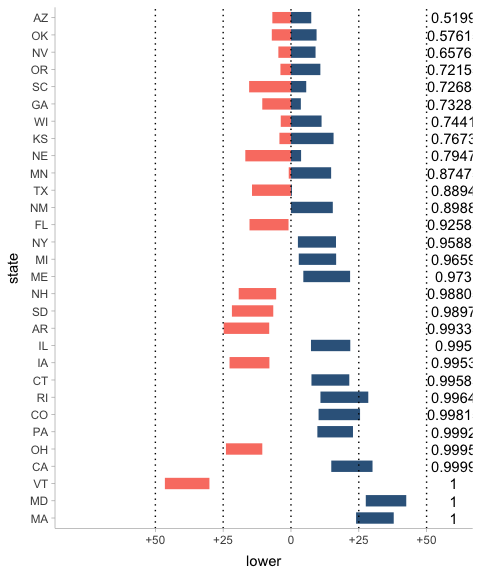 AZ 0.5199
OK 0.5761
NV 0.6576
OR 0.7215
SC 0.7268
GA 0.7328
WI 0.7441
KS 0.7673
NE 0.7947
MN 0.8747
TX 0.8894
NM 0.8988
FL 0.9258
NY 0.9588
MI 0.9659
ME 0.973
NH 0.9880
SD 0.9897
AR 0.9933
IL 0.995
IA 0.9953
CT 0.9958
RI 0.9964
CO 0.9981
PA 0.9992
OH 0.9995
CA 0.9999
VT 1
MD 1
MA 1
state
+50 +25 0 +25 +50
lower